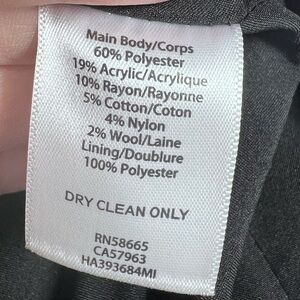 Main Body/Corps
60% Polyester
19% Acrylic/Acrylique
10% Rayon/Rayonne
5% Cotton/Coton
4% Nylon
2% Wool/Laine
Lining/Doublure
100% Polyester
DRY CLEAN ONLY
RN58665
CA57963
HA393684MI